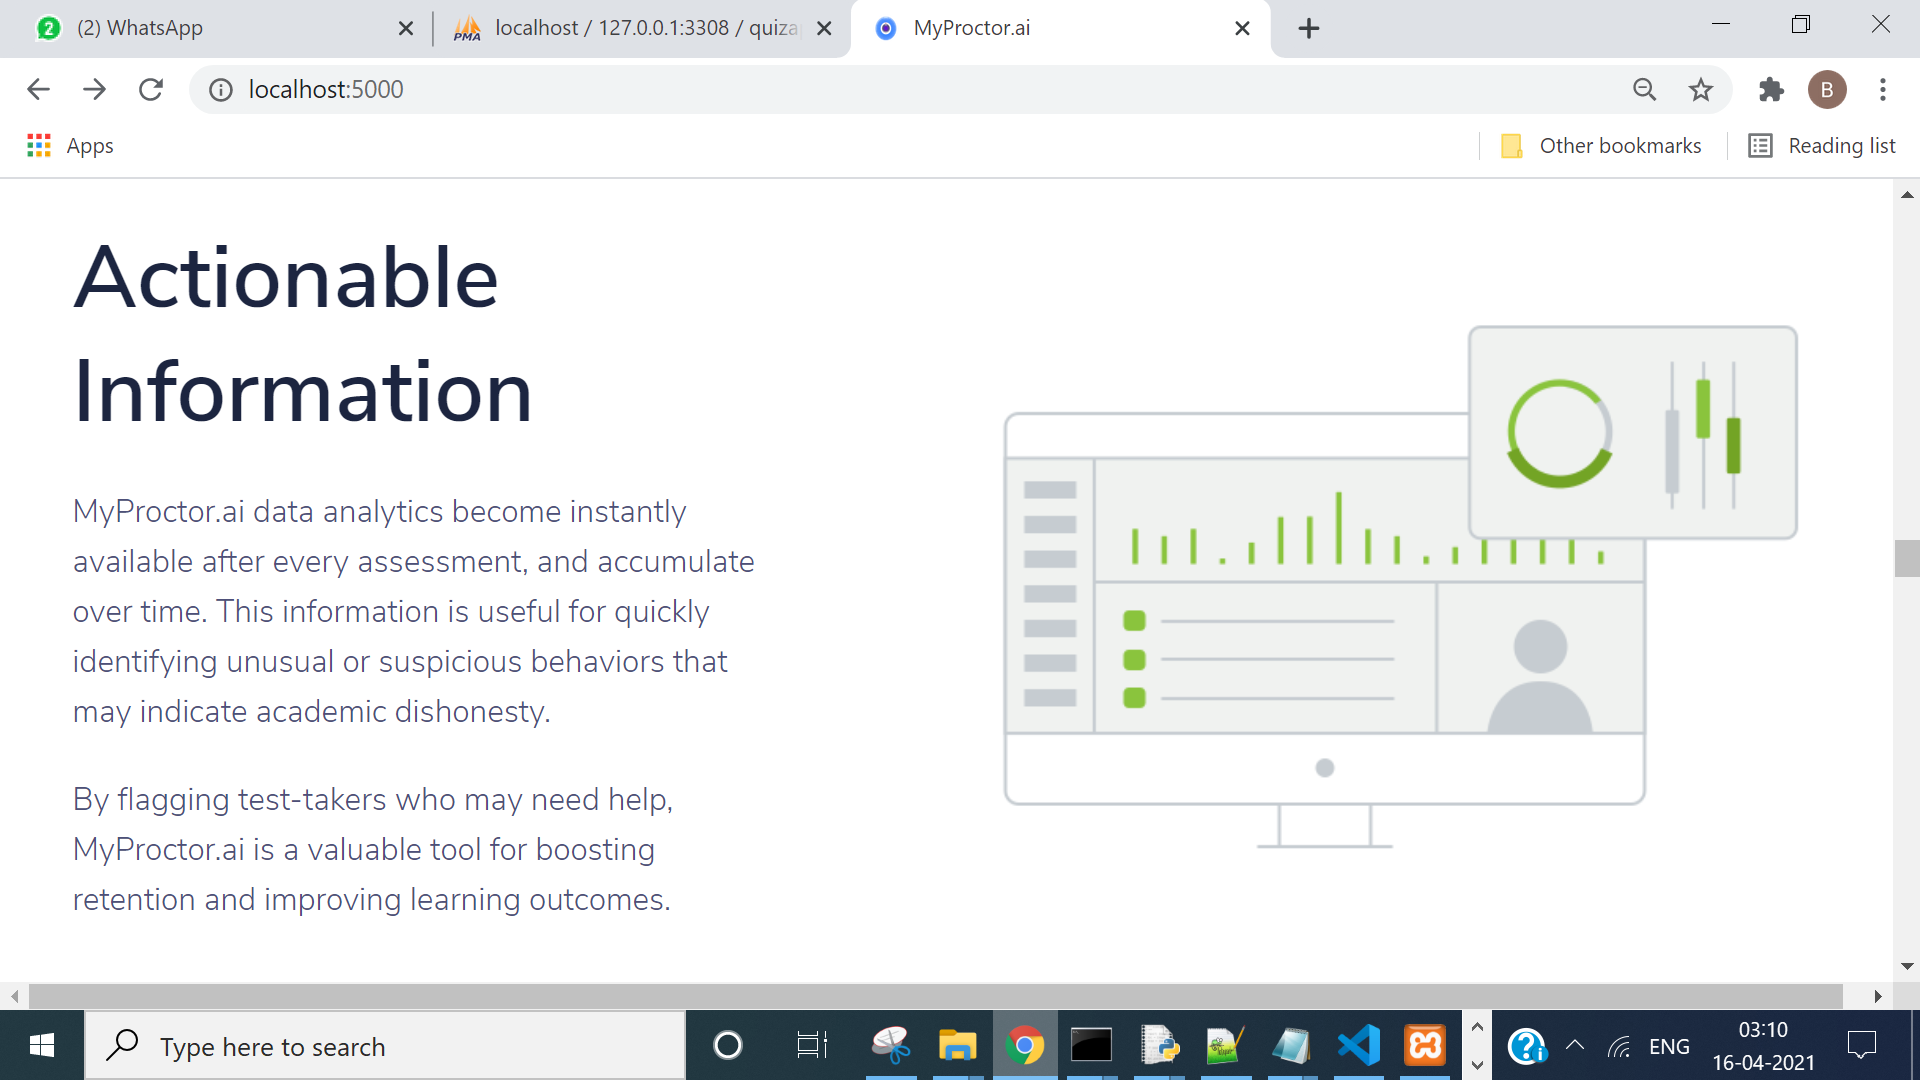 (2) WhatsApp
localhost / 127.0.0.1:3308 / quiza
MyProctor.ai
localhost:5000
B
Apps
Other bookmarks
Reading list
Actionable
Information
MyProctor.ai data analytics become instantly
available after every assessment, and accumulate
over time. This information is useful for quickly
identifying unusual or suspicious behaviors that
may indicate academic dishonesty.
By flagging test-takers who may need help,
MyProctor.ai is a valuable tool for boosting
retention and improving learning outcomes.
Type here to search
ENG
03:10
16-04-2021